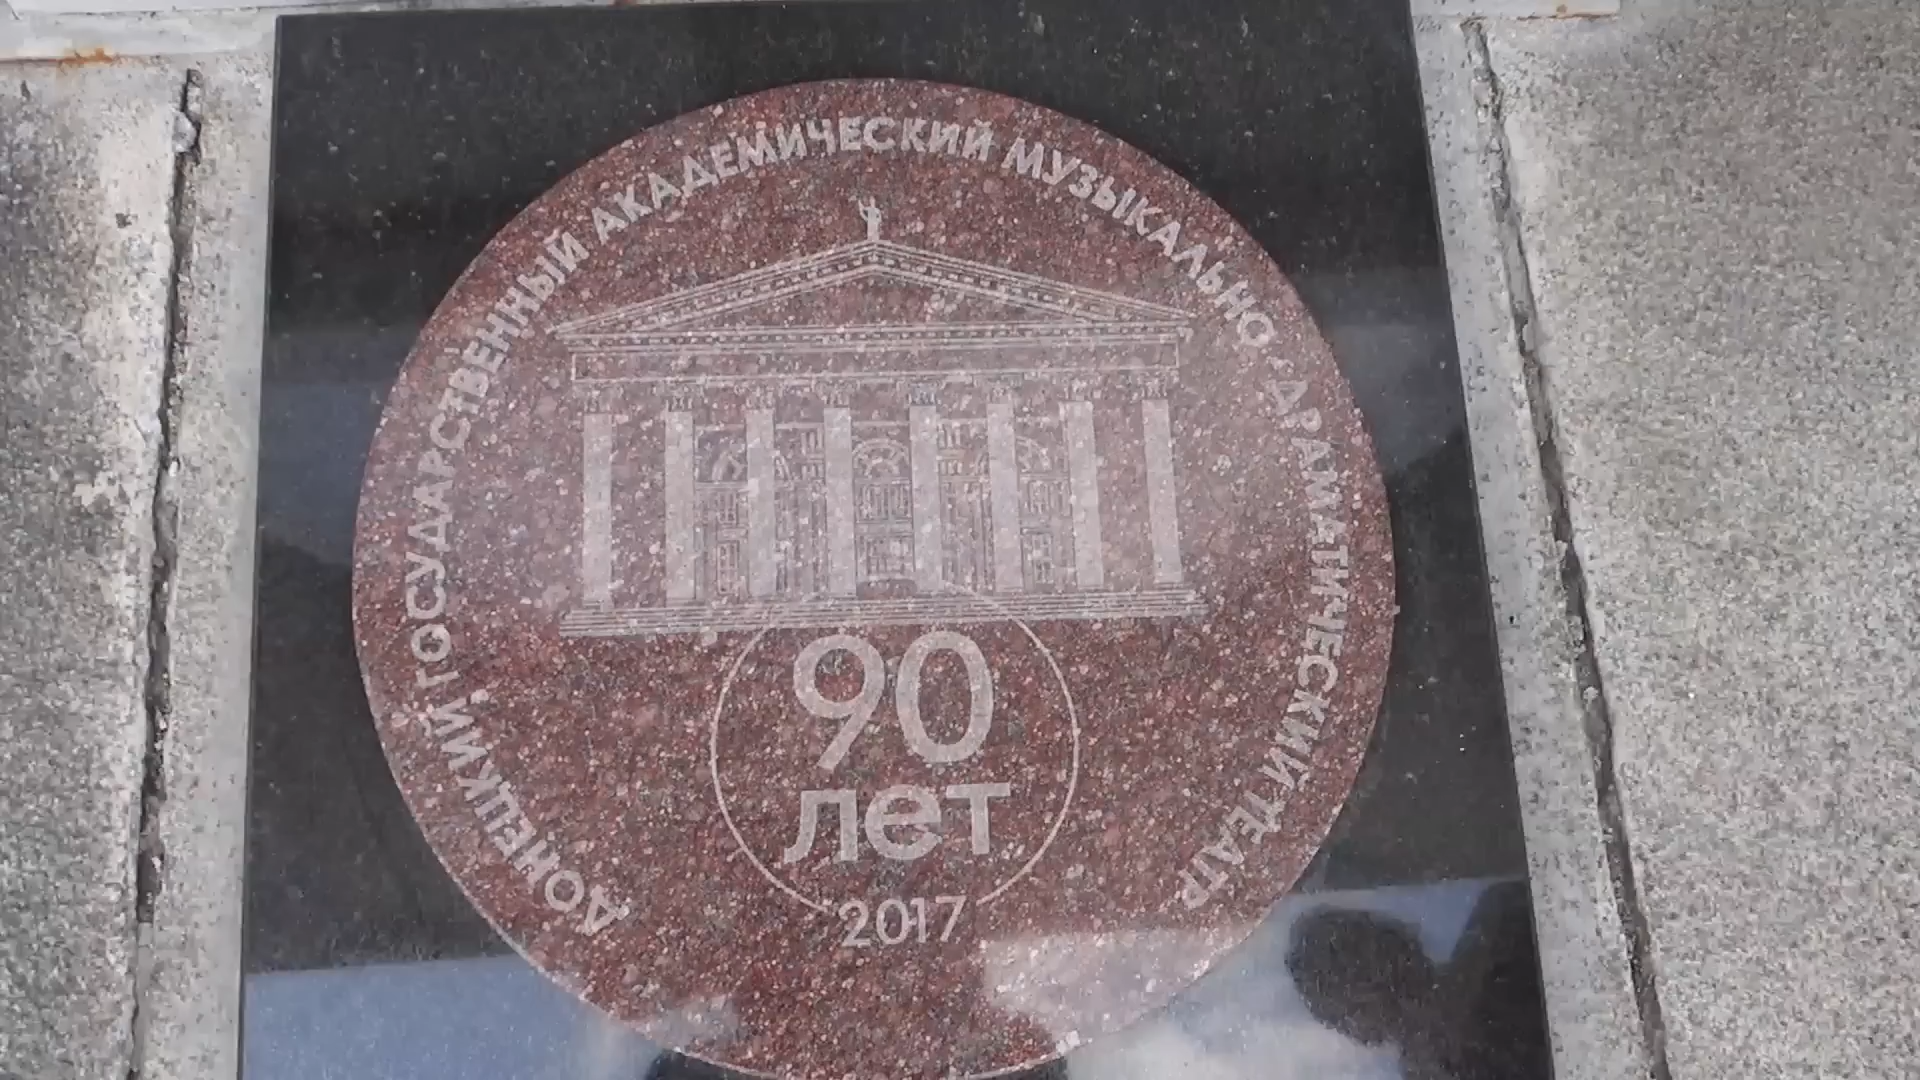 ДОНЕЦКИЙ ГОСУДАРСТВЕННЫЙ АКАДЕМИЧЕСКИЙ МУЗЫКАЛЬНО-ДРАМАТИЧЕСКИЙ ТЕАТР
90
лет
2017